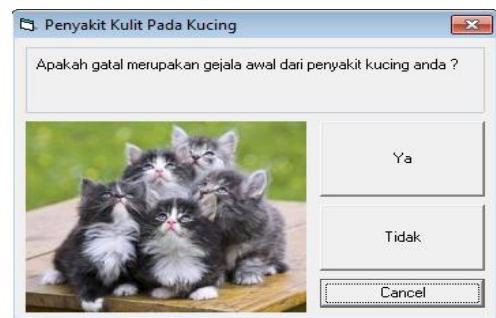 Penyakit Kulit Pada Kucing
Apakah gatal merupakan gejala awal dari penyakit kucing anda ?
Ya
Tidak
Cancel